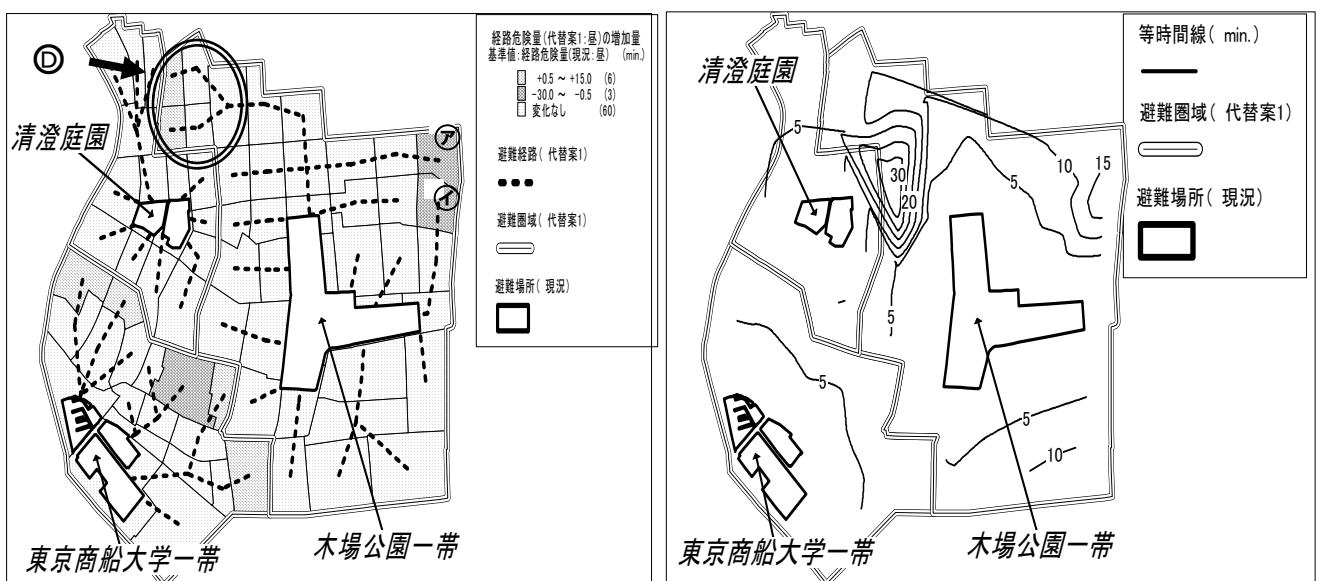 経路危険量(代替案1:昼)の増加量
基準値:経路危険量(現況:昼) (min.)
+0.5 ~ +15.0 (6)
-30.0 ~ -0.5 (3)
変化なし (60)
避難経路(代替案1)
避難圏域(代替案1)
避難場所(現況)
D
清澄庭園
ア
イ
東京商船大学一帯
木場公園一帯
等時間線( min.)
避難圏域( 代替案1)
避難場所( 現況)
清澄庭園
5
30
20
5
10
15
5
5
5
10
東京商船大学一帯
木場公園一帯